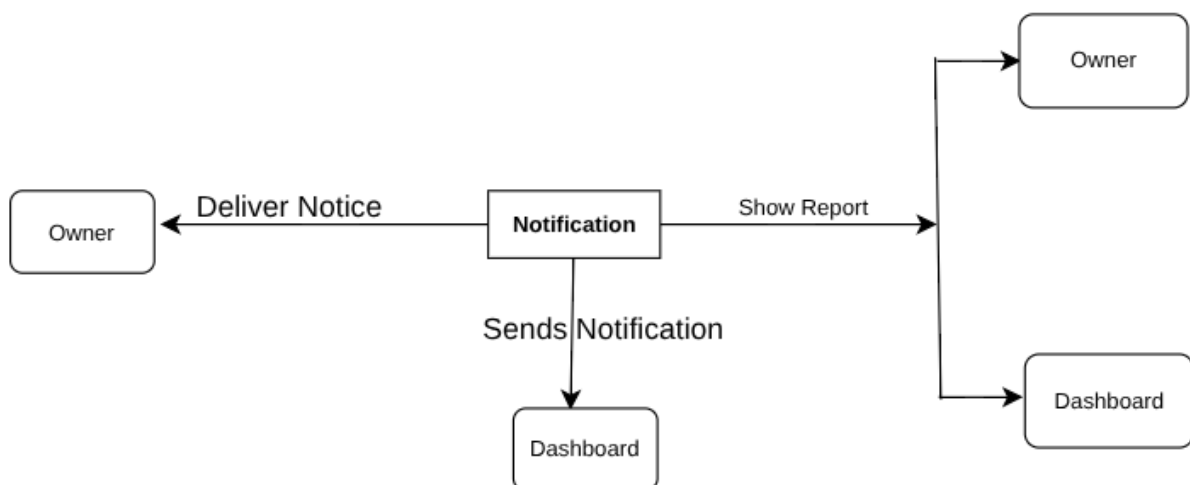 Owner
Deliver Notice
Owner
Notification
Show Report
Sends Notification
Dashboard
Dashboard